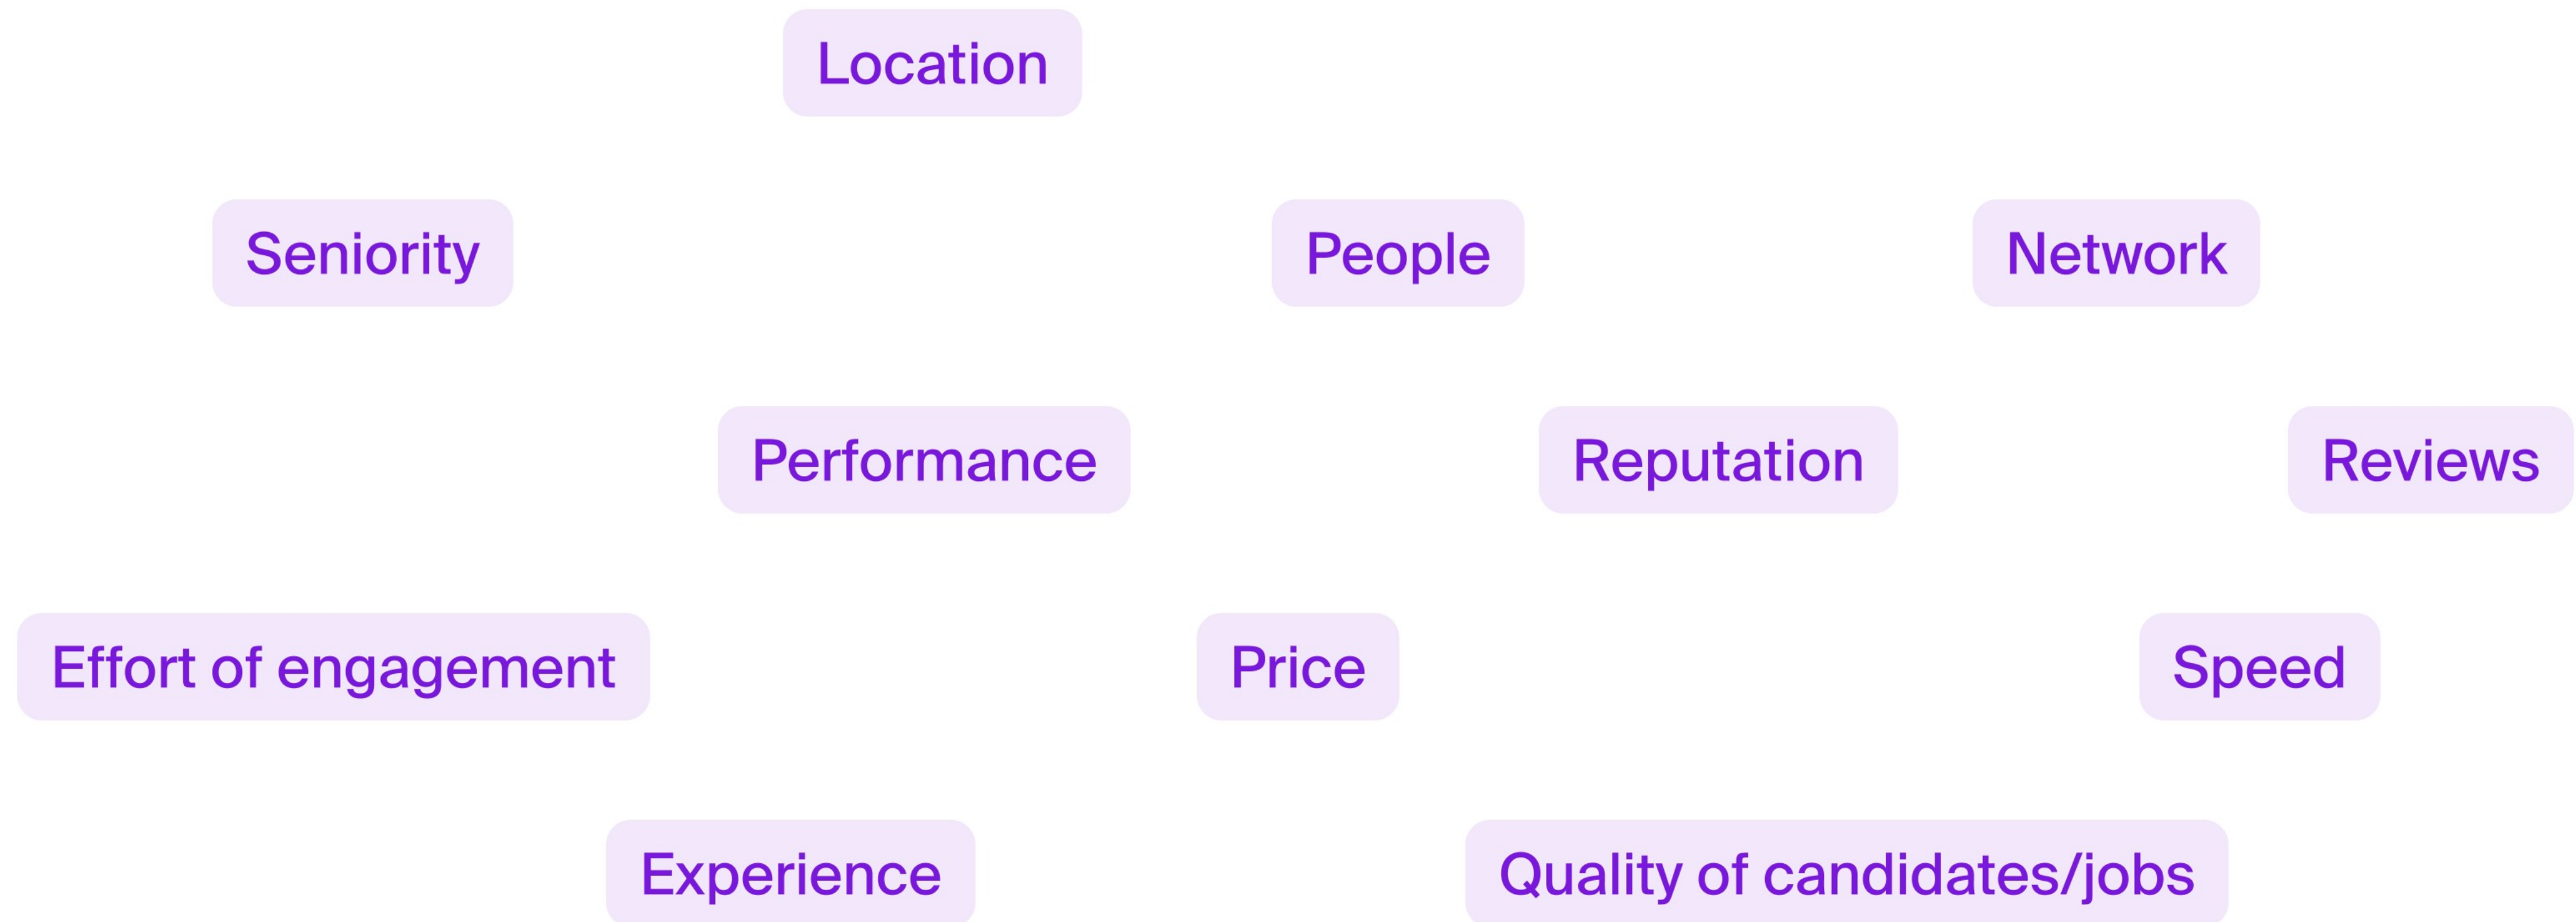 Location
Seniority
People
Network
Performance
Reputation
Reviews
Effort of engagement
Price
Speed
Experience
Quality of candidates/jobs